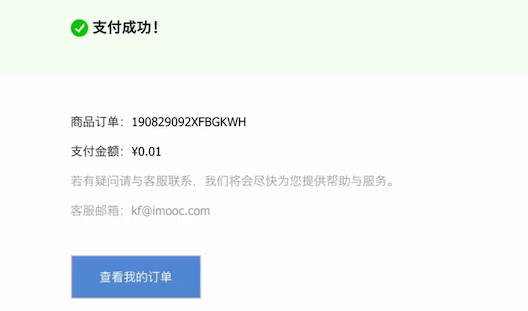 支付成功！
商品订单：190829092XFBGKWH
支付金额：¥0.01
若有疑问请与客服联系，我们将会尽快为您提供帮助与服务。
客服邮箱：kf@imooc.com
查看我的订单